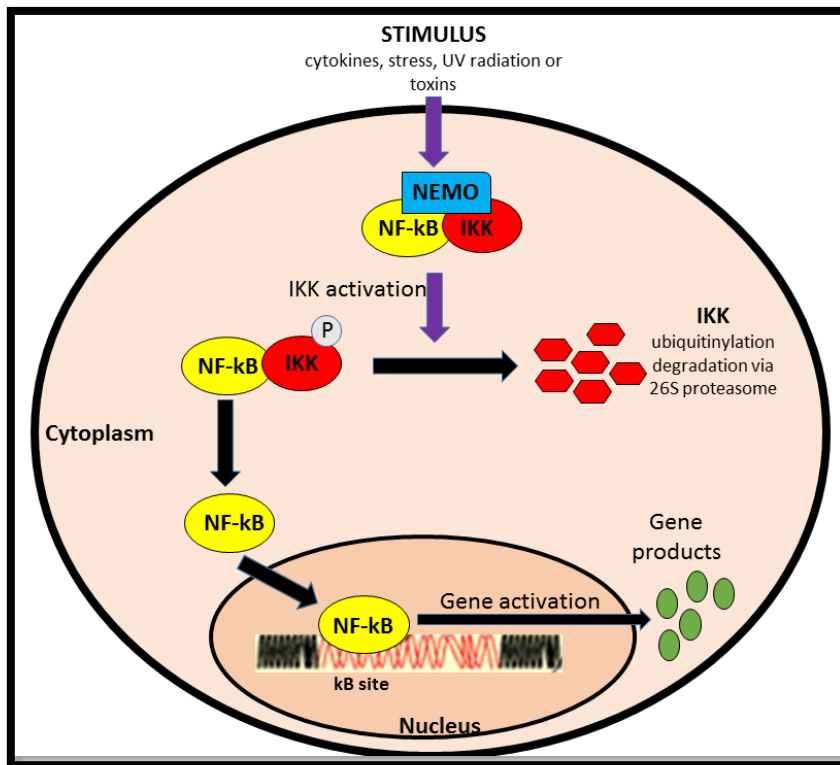 STIMULUS
cytokines, stress, UV radiation or
toxins
NEMO
NF-kB
IKK
IKK activation
P
NF-kB
IKK
IKK
ubiquitinylation
degradation via
26S proteasome
Cytoplasm
NF-kB
Gene
products
Gene activation
NF-kB
kB site
Nucleus